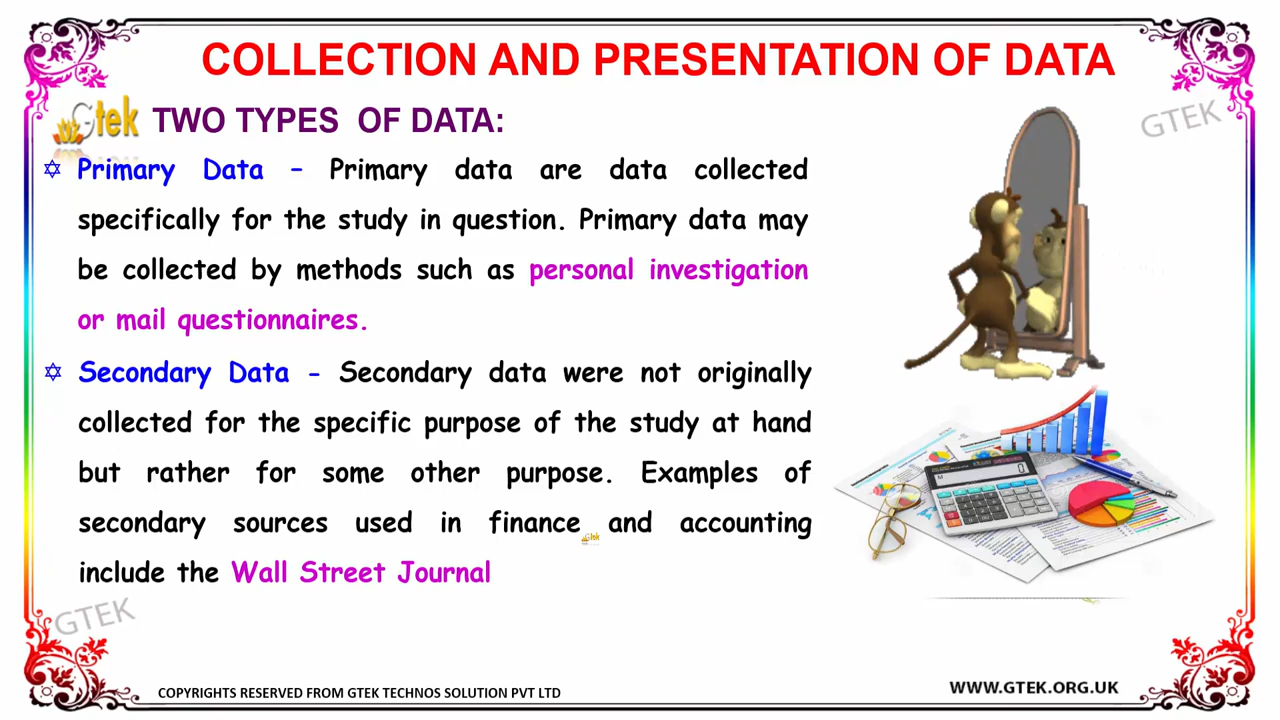 COLLECTION AND PRESENTATION OF DATA
Gtek
TWO TYPES OF DATA:
GTEK
Primary Data – Primary data are data collected
specifically for the study in question. Primary data may
be collected by methods such as personal investigation
or mail questionnaires.
Secondary Data - Secondary data were not originally
collected for the specific purpose of the study at hand
but rather for some other purpose. Examples of
secondary sources used in finance and accounting
Gtek
include the Wall Street Journal
GTEK
COPYRIGHTS RESERVED FROM GTEK TECHNOS SOLUTION PVT LTD
WWW.GTEK.ORG.UK